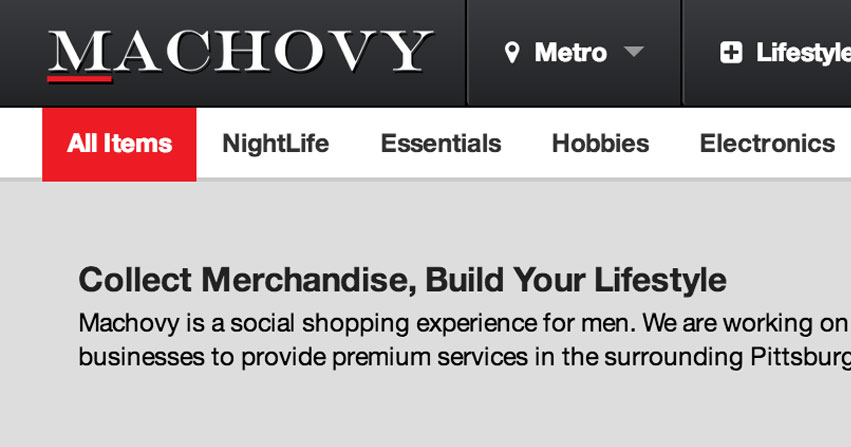 MACHOVY
Metro
Lifestyle
All Items NightLife Essentials Hobbies Electronics
Collect Merchandise, Build Your Lifestyle
Machovy is a social shopping experience for men. We are working on
businesses to provide premium services in the surrounding Pittsburg